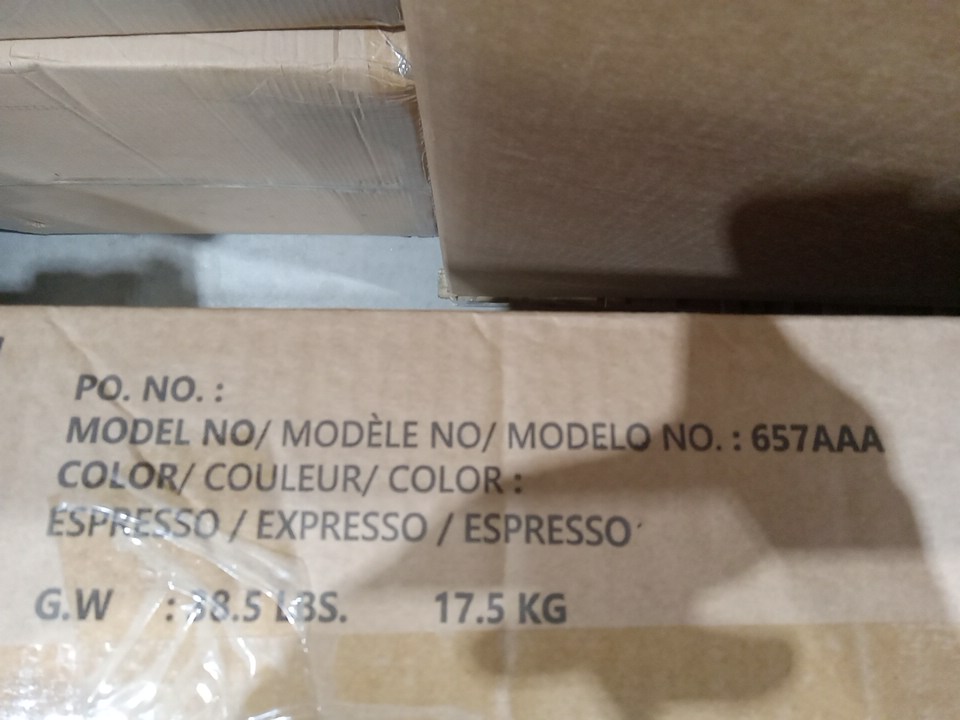 PO. NO. :
MODEL NO/ MODÈLE NO/ MODELO NO. : 657AAA
COLOR/ COULEUR/ COLOR :
ESPRESSO / EXPRESSO / ESPRESSO
G.W : 38.5 LBS. 17.5 KG